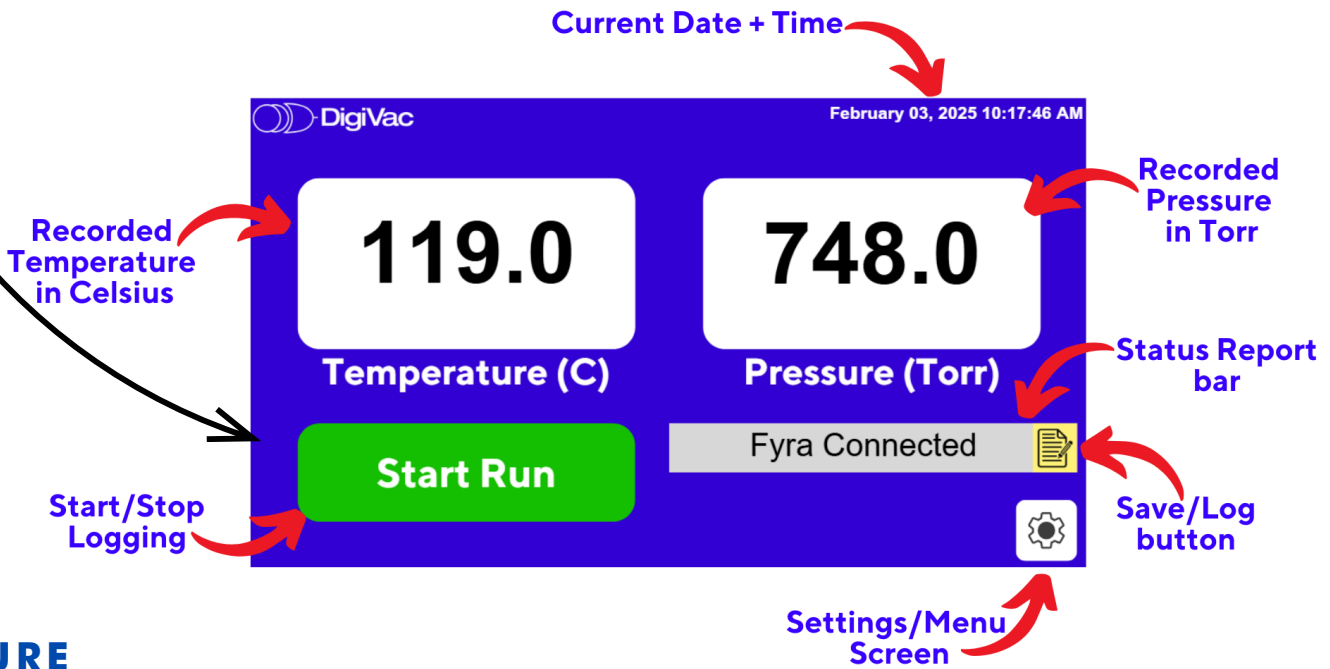 Current Date + Time
DigiVac
February 03, 2025 10:17:46 AM
Recorded
Temperature
in Celsius
119.0
Temperature (C)
748.0
Pressure (Torr)
Recorded
Pressure
in Torr
Status Report
bar
Fyra Connected
Start Run
Start/Stop
Logging
Save/Log
button
Settings/Menu
Screen
URE